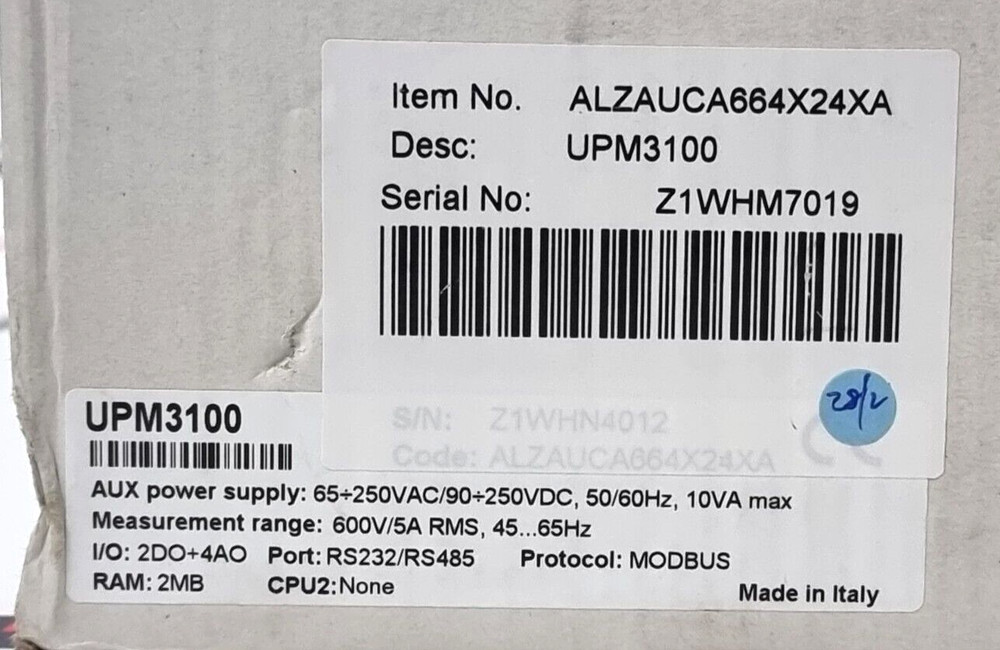 Item No. ALZAUCA664X24XA
Desc: UPM3100
Serial No: Z1WHM7019
28/2
UPM3100
S/N: Z1WHN4012
Code: ALZAUCA664X24XA
CE
AUX power supply: 65÷250VAC/90÷250VDC, 50/60Hz, 10VA max
Measurement range: 600V/5A RMS, 45...65Hz
I/O: 2DO+4AO Port: RS232/RS485 Protocol: MODBUS
RAM: 2MB CPU2:None
Made in Italy